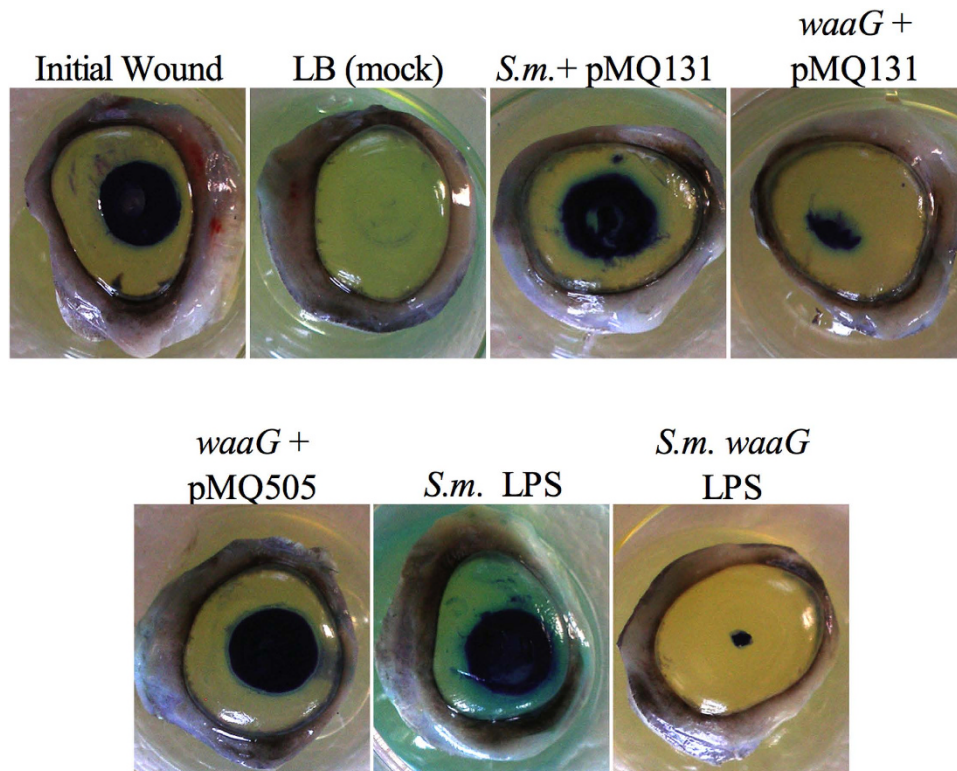 Initial Wound
LB (mock)
S.m.+ pMQ131
waaG +
pMQ131
waaG +
pMQ505
S.m. LPS
S.m. waaG
LPS